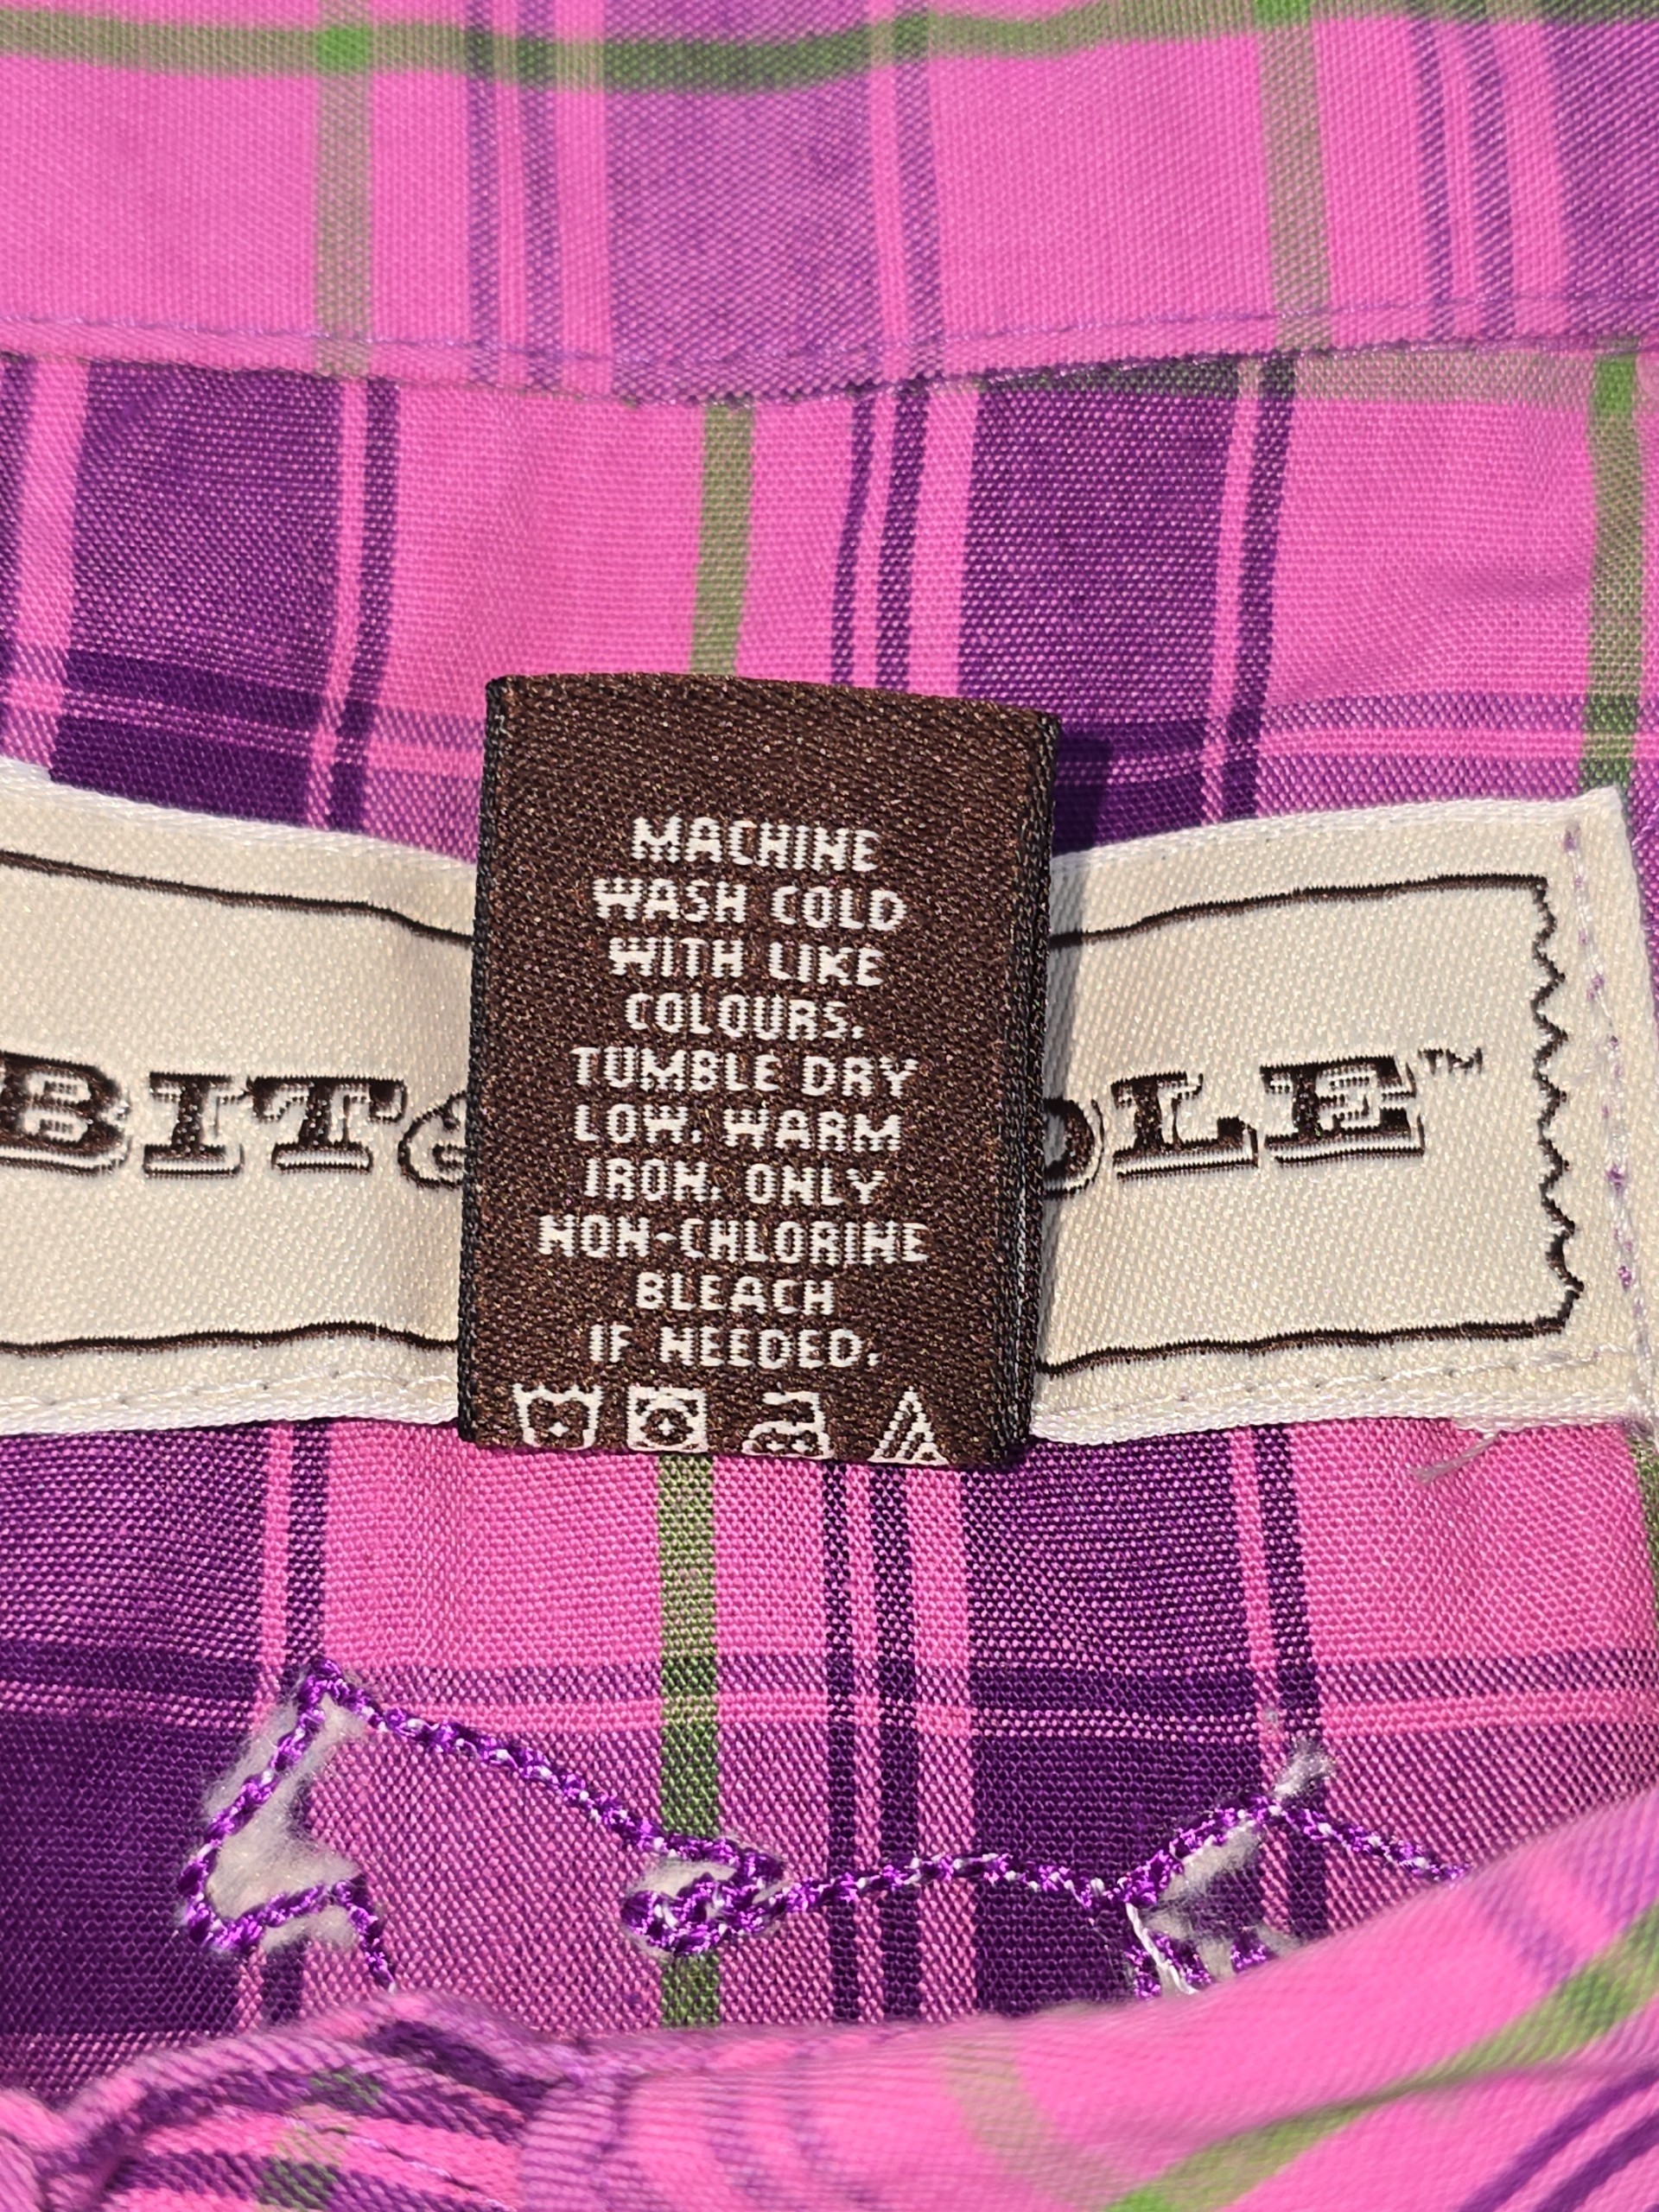 MACHINE
WASH COLD
WITH LIKE
COLOURS.
TUMBLE DRY
LOW. WARM
IRON. ONLY
NON-CHLORINE
BLEACH
IF NEEDED.
BIT& DLE™